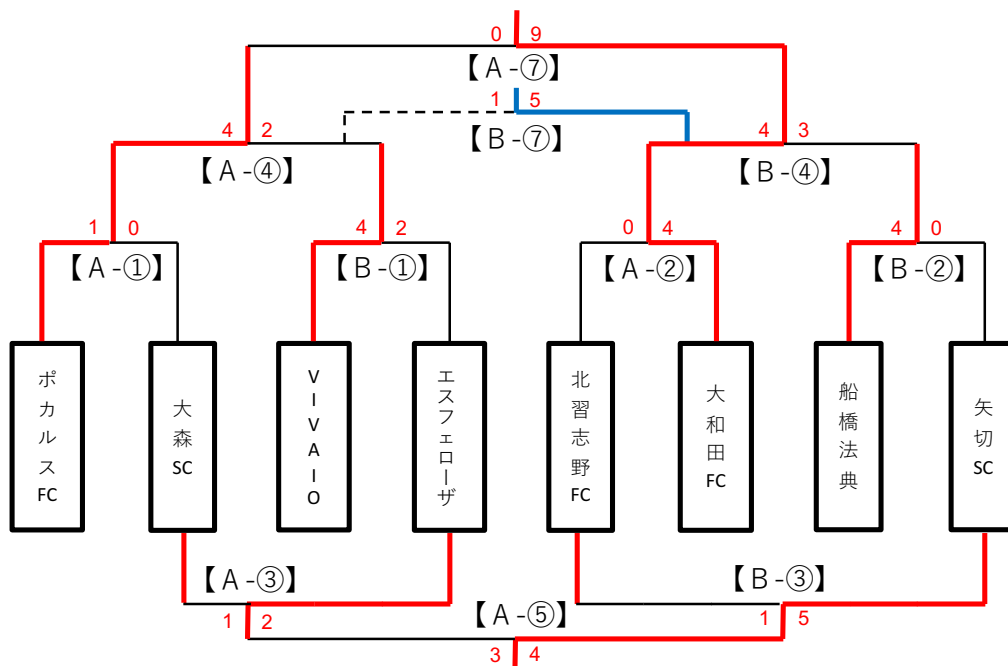 0 9
【A-⑦】
1 5
【B-⑦】
4 2
【A-④】
4 3
【B-④】
1 0
【A-①】
4 2
【B-①】
0 4
【A-②】
4 0
【B-②】
ポカルスFC
大森SC
VIVAIO
エスフェローザ
北習志野FC
大和田FC
船橋法典
矢切SC
【A-③】
1 2
【B-③】
1 5
【A-⑤】
3 4